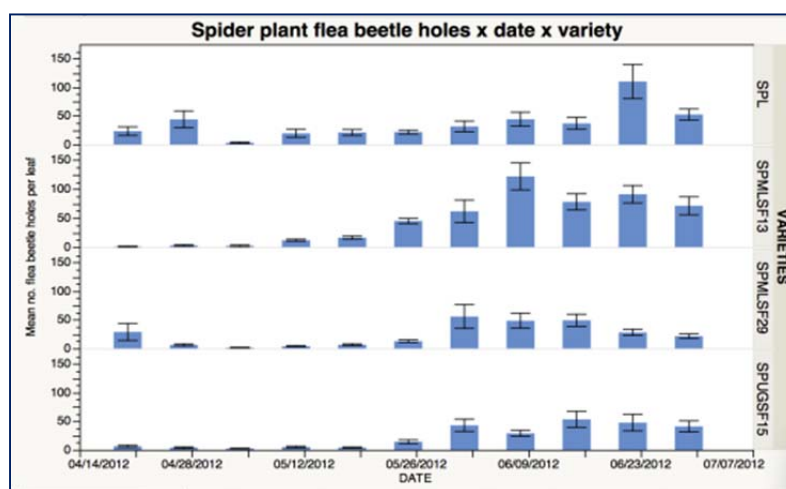 Spider plant flea beetle holes x date x variety
Mean no. flea beetle holes per leaf
150
100
50
0
SPL
150
100
50
0
SPMLSF13
150
100
50
0
SPMLSF29
150
100
50
0
SPUGSF15
VARIETIES
04/14/2012 04/28/2012 05/12/2012 05/26/2012 06/09/2012 06/23/2012 07/07/2012
DATE